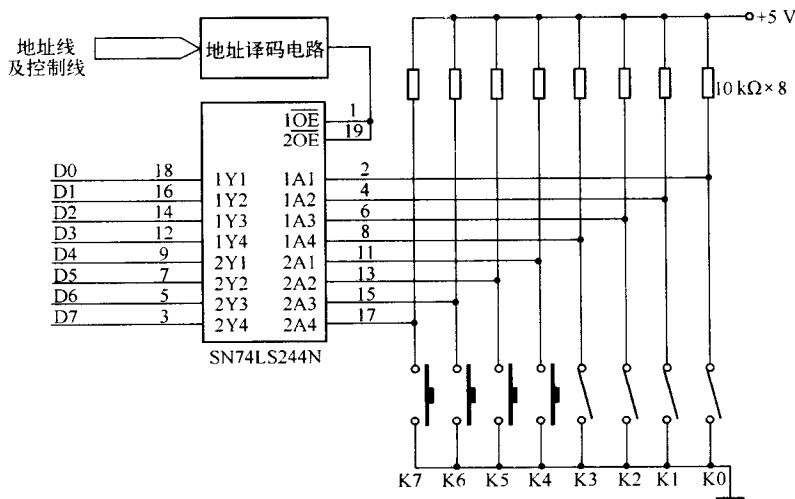 地址线
及控制线
地址译码电路
+5 V
10 kΩ×8
1
1OE
19
2OE
D0 18 1Y1 1A1 2
D1 16 1Y2 1A2 4
D2 14 1Y3 1A3 6
D3 12 1Y4 1A4 8
D4 9 2Y1 2A1 11
D5 7 2Y2 2A2 13
D6 5 2Y3 2A3 15
D7 3 2Y4 2A4 17
SN74LS244N
K7 K6 K5 K4 K3 K2 K1 K0